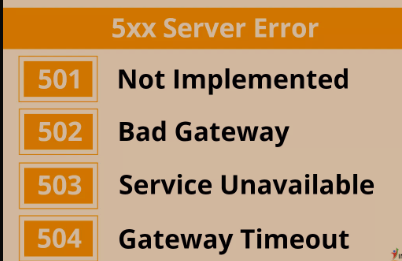 5xx Server Error
501 Not Implemented
502 Bad Gateway
503 Service Unavailable
504 Gateway Timeout